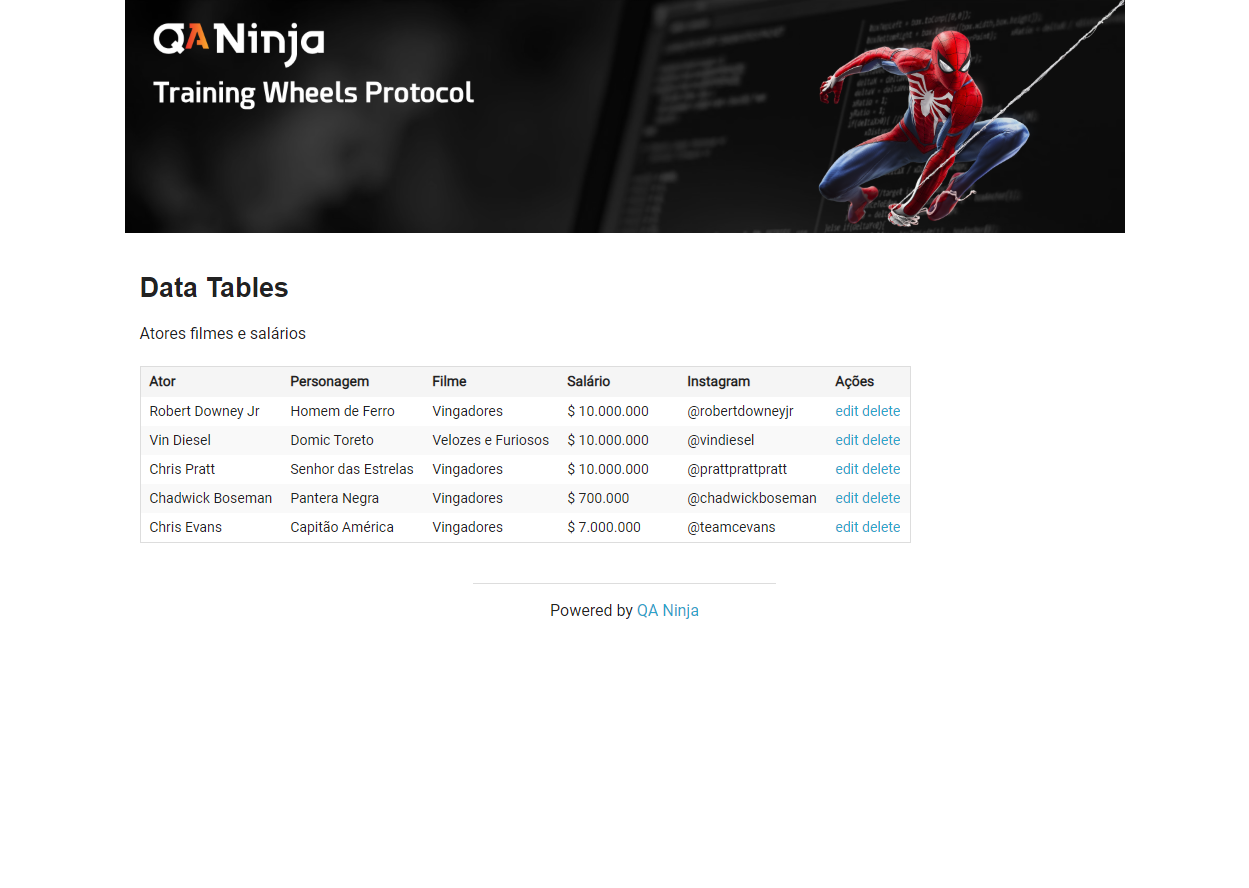 QANinja
Training Wheels Protocol
Data Tables
Atores filmes e salários
Ator Personagem Filme Salário Instagram Ações
Robert Downey Jr Homem de Ferro Vingadores $ 10.000.000 @robertdowneyjr edit delete
Vin Diesel Domic Toreto Velozes e Furiosos $ 10.000.000 @vindiesel edit delete
Chris Pratt Senhor das Estrelas Vingadores $ 10.000.000 @prattprattpratt edit delete
Chadwick Boseman Pantera Negra Vingadores $ 700.000 @chadwickboseman edit delete
Chris Evans Capitão América Vingadores $ 7.000.000 @teamcevans edit delete
Powered by QA Ninja